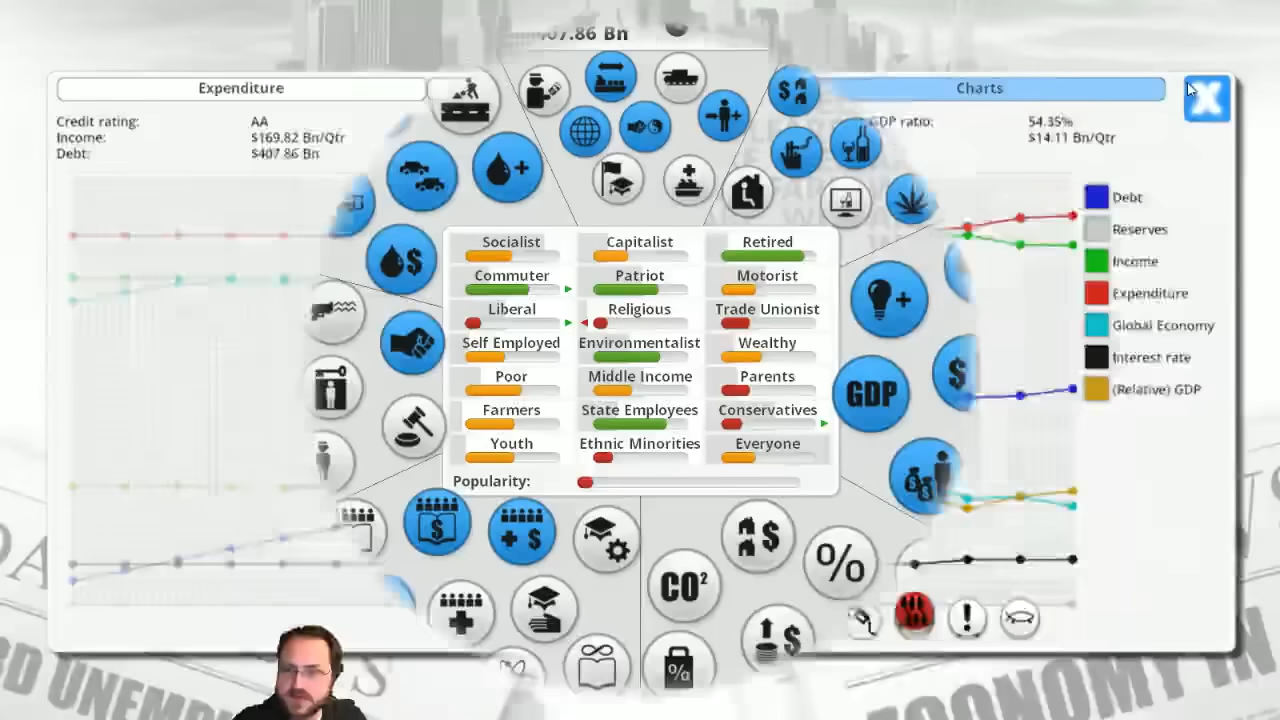 07.86 Bn
Expenditure
Charts
Credit rating: AA
Income: $169.82 Bn/Qtr
Debt: $407.86 Bn
GDP ratio: 54.35%
$14.11 Bn/Qtr
Debt
Reserves
Income
Expenditure
Global Economy
Interest rate
(Relative) GDP
Socialist Capitalist Retired
Commuter Patriot Motorist
Liberal Religious Trade Unionist
Self Employed Environmentalist Wealthy
Poor Middle Income Parents
Farmers State Employees Conservatives
Youth Ethnic Minorities Everyone
Popularity:
GDP
$
CO²
%
ECONOMY IN